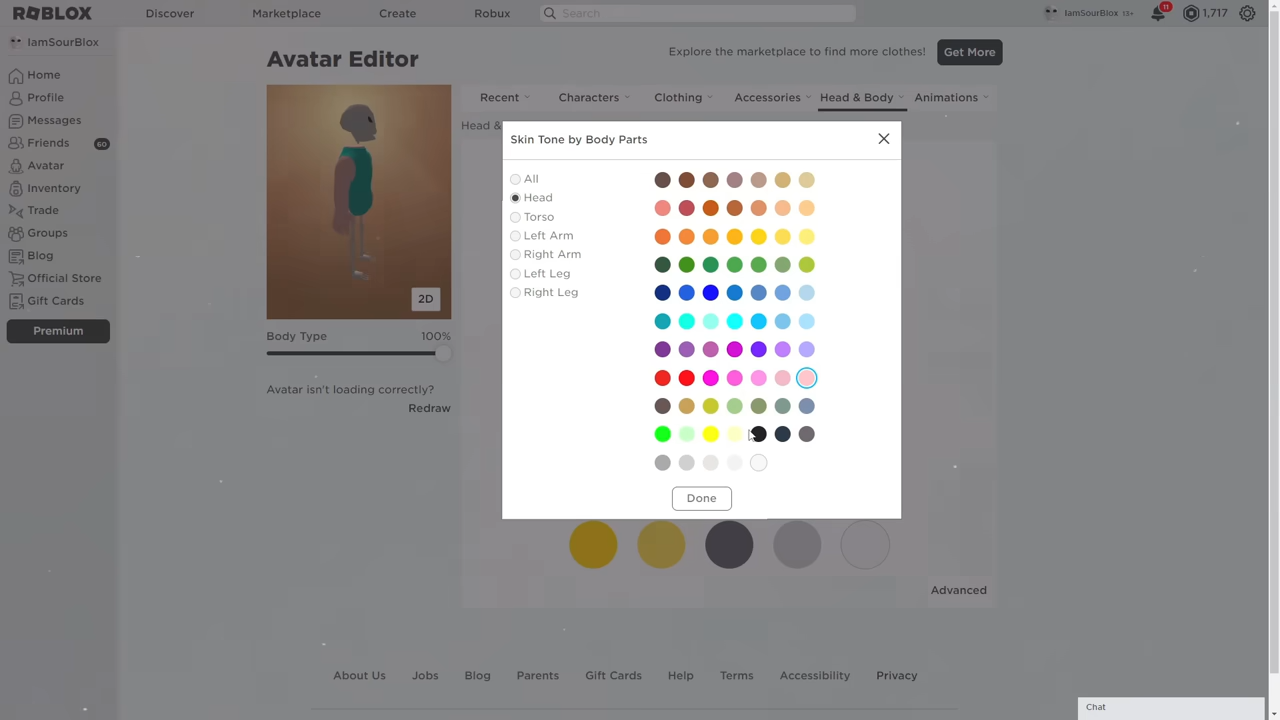 ROBLOX Discover Marketplace Create Robux Search IamSourBlox 13+ 11 1,717
IamSourBlox
Home
Profile
Messages
Friends 60
Avatar
Inventory
Trade
Groups
Blog
Official Store
Gift Cards
Premium
Avatar Editor
Explore the marketplace to find more clothes! Get More
2D
Body Type 100%
Avatar isn't loading correctly?
Redraw
Recent Characters Clothing Accessories Head & Body Animations
Head &
Skin Tone by Body Parts
All
Head
Torso
Left Arm
Right Arm
Left Leg
Right Leg
Done
Advanced
About Us Jobs Blog Parents Gift Cards Help Terms Accessibility Privacy
Chat